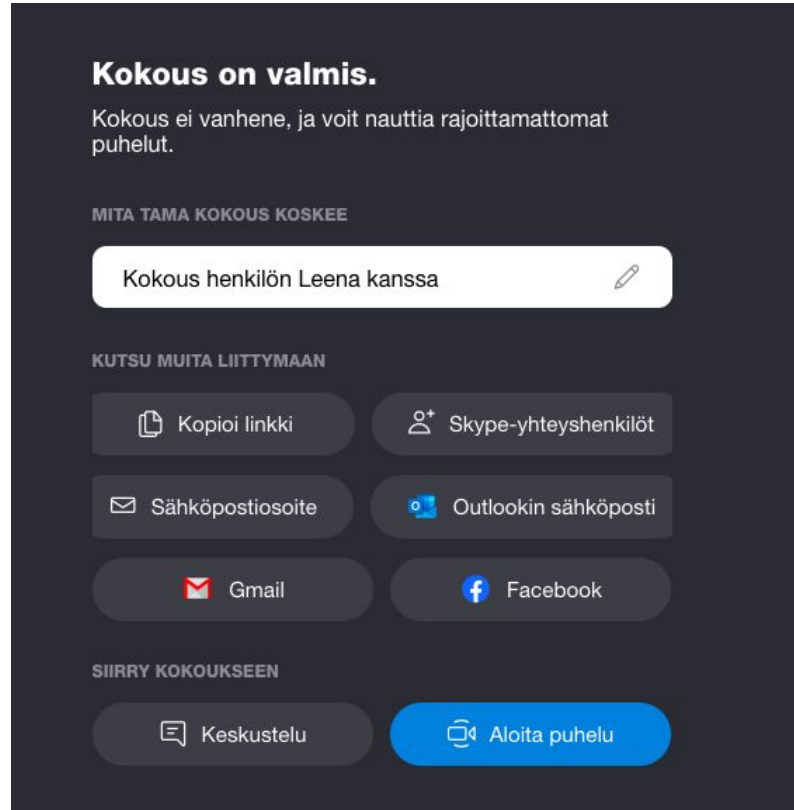 Kokous on valmis.
Kokous ei vanhene, ja voit nauttia rajoittamattomat
puhelut.
MITA TAMA KOKOUS KOSKEE
Kokous henkilön Leena kanssa
KUTSU MUITA LIITTYMAAN
Kopioi linkki
Skype-yhteyshenkilöt
Sähköpostiosoite
Outlookin sähköposti
Gmail
Facebook
SIIRRY KOKOUKSEEN
Keskustelu
Aloita puhelu